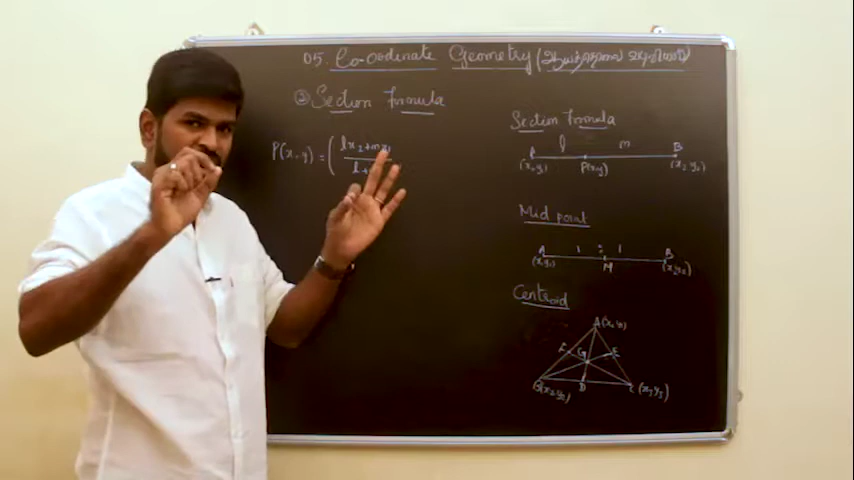 05. Co-ordinate Geometry
② Section Formula
P(x, y) = ( lx₂+mx₁
l+
Section Formula
l m
A B
(x₁,y₁) P(x,y) (x₂,y₂)
Mid point
A 1 : 1 B
(x₁,y₁) M (x₂,y₂)
Centroid
A(x₁,y₁)
F G E
B(x₂,y₂) D C (x₃,y₃)